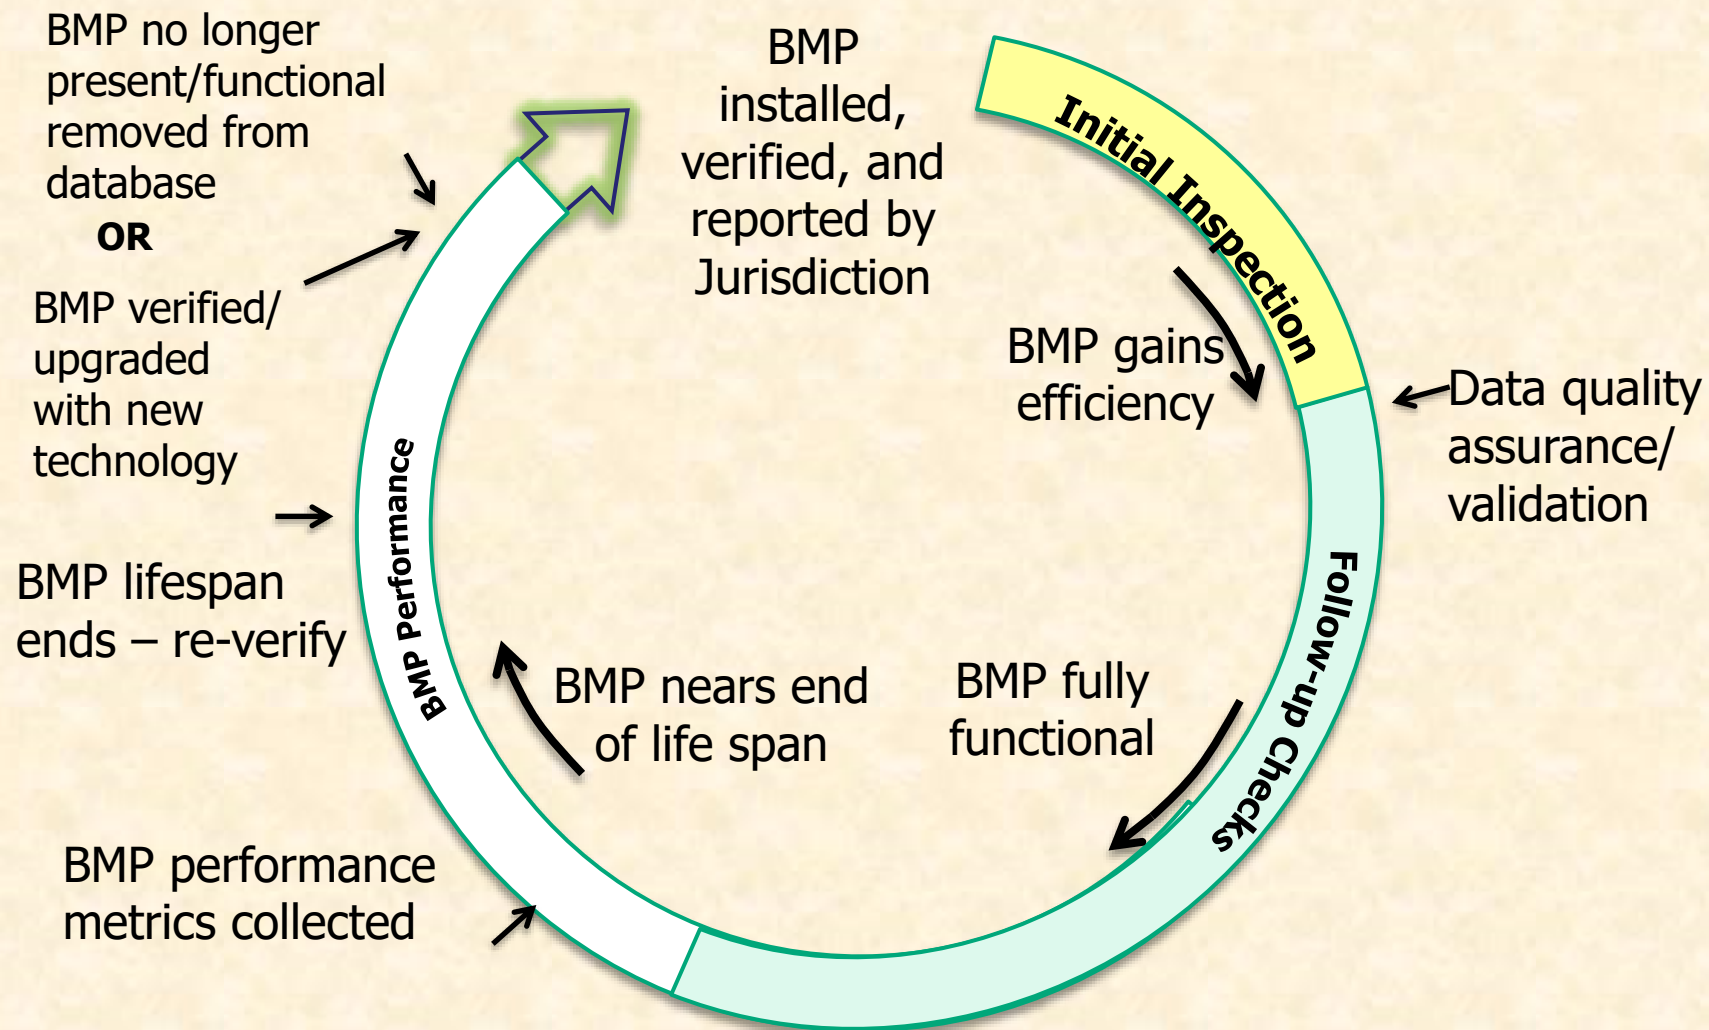 BMP no longer
present/functional
removed from
database
OR
BMP verified/
upgraded
with new
technology
BMP lifespan
ends – re-verify
BMP performance
metrics collected
BMP
installed,
verified, and
reported by
Jurisdiction
Initial Inspection
BMP gains
efficiency
Data quality
assurance/
validation
Follow-up Checks
BMP fully
functional
BMP nears end
of life span
BMP Performance